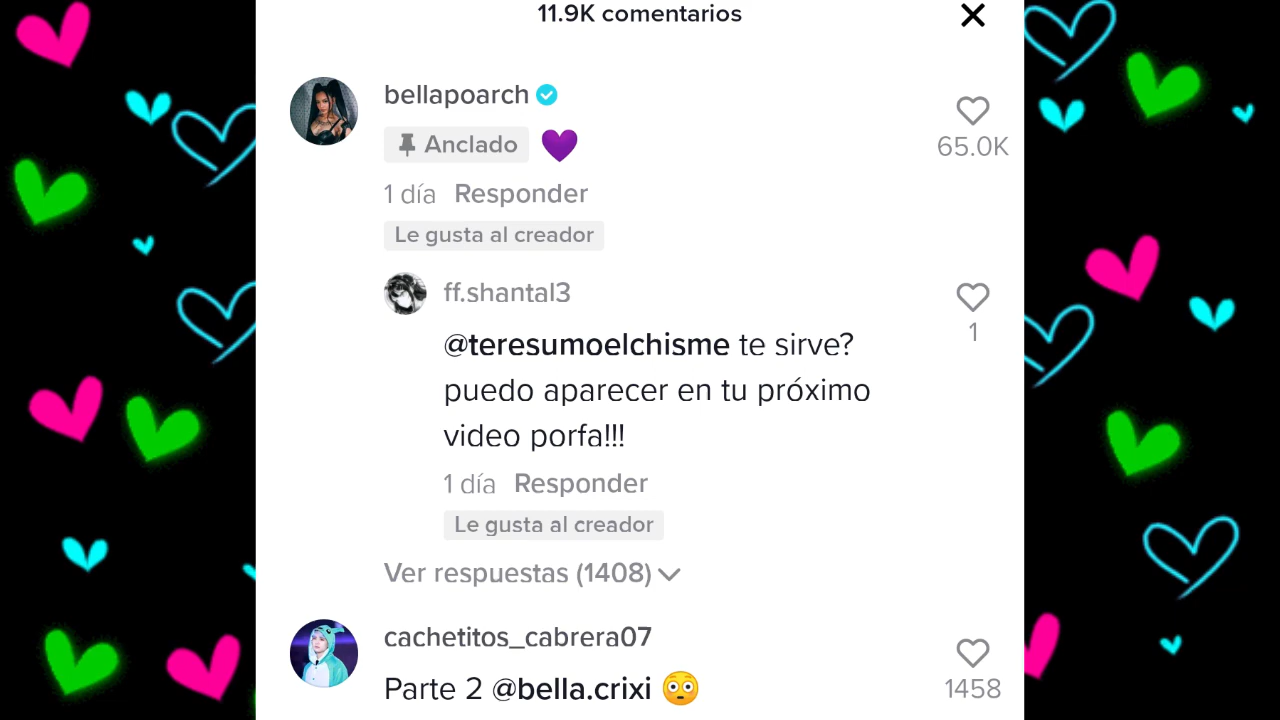 11.9K comentarios
bellapoarch
Anclado 💜
65.0K
1 día Responder
Le gusta al creador
ff.shantal3
@teresumoelchisme te sirve?
puedo aparecer en tu próximo
video porfa!!!
1
1 día Responder
Le gusta al creador
Ver respuestas (1408)
cachetitos_cabrera07
Parte 2 @bella.crixi 😳
1458